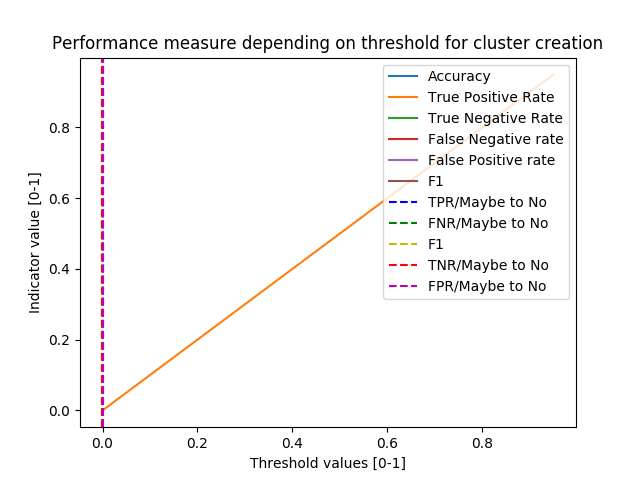 Performance measure depending on threshold for cluster creation
Accuracy
True Positive Rate
True Negative Rate
False Negative rate
False Positive rate
F1
TPR/Maybe to No
FNR/Maybe to No
F1
TNR/Maybe to No
FPR/Maybe to No
Indicator value [0-1]
0.8
0.6
0.4
0.2
0.0
0.0 0.2 0.4 0.6 0.8
Threshold values [0-1]